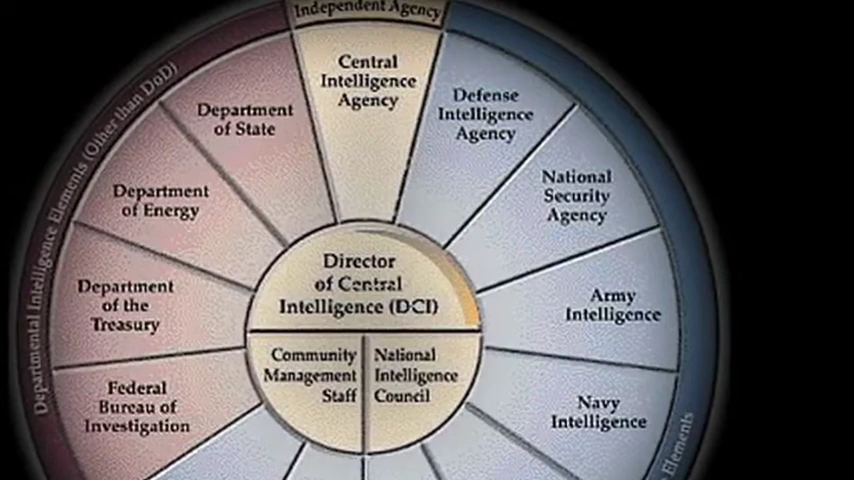 Independent Agency
Central
Intelligence
Agency
Defense
Intelligence
Agency
Department
of State
National
Security
Agency
Department
of Energy
Departmental Intelligence Elements (Other than DoD)
Director
of Central
Intelligence (DCI)
Department
of the
Treasury
Army
Intelligence
Community
Management
Staff
National
Intelligence
Council
Federal
Bureau of
Investigation
Navy
Intelligence
Elements